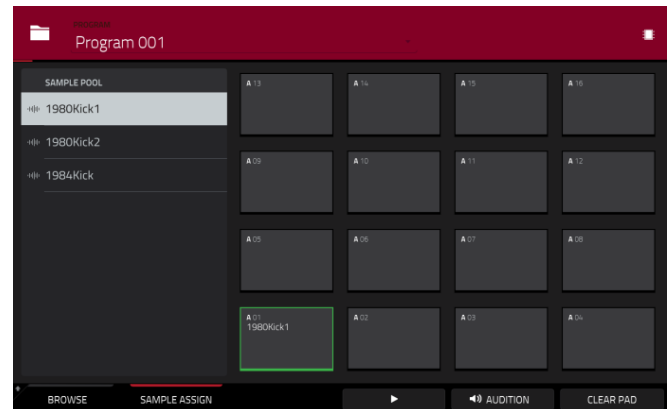 PROGRAM
Program 001
SAMPLE POOL
1980Kick1
1980Kick2
1984Kick
A 13
A 14
A 15
A 16
A 09
A 10
A 11
A 12
A 05
A 06
A 07
A 08
A 01
1980Kick1
A 02
A 03
A 04
BROWSE
SAMPLE ASSIGN
AUDITION
CLEAR PAD